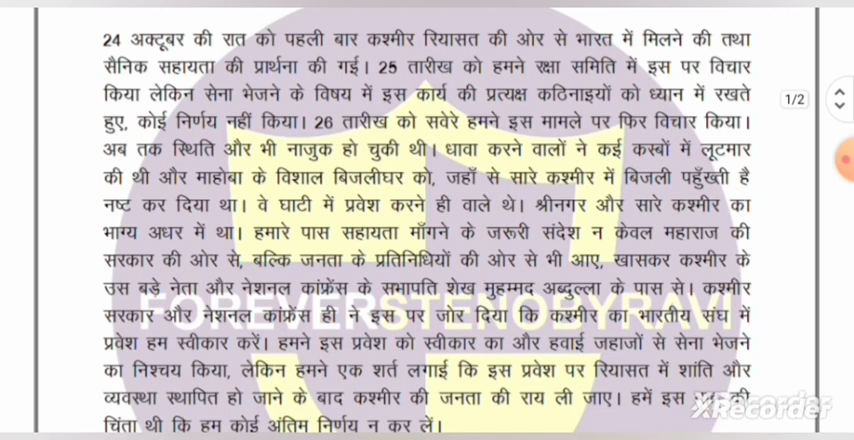 24 अक्टूबर की रात को पहली बार कश्मीर रियासत की ओर से भारत में मिलने की तथा
सैनिक सहायता की प्रार्थना की गई। 25 तारीख को हमने रक्षा समिति में इस पर विचार
किया लेकिन सेना भेजने के विषय में इस कार्य की प्रत्यक्ष कठिनाइयों को ध्यान में रखते
1/2
हुए, कोई निर्णय नहीं किया। 26 तारीख को सवेरे हमने इस मामले पर फिर विचार किया।
अब तक स्थिति और भी नाजुक हो चुकी थी। धावा करने वालों ने कई कस्बों में लूटमार
की थी और माहोबा के विशाल बिजलीघर को, जहाँ से सारे कश्मीर में बिजली पहुँख्ती है
नष्ट कर दिया था। वे घाटी में प्रवेश करने ही वाले थे। श्रीनगर और सारे कश्मीर का
भाग्य अधर में था। हमारे पास सहायता माँगने के जरूरी संदेश न केवल महाराज की
सरकार की ओर से, बल्कि जनता के प्रतिनिधियों की ओर से भी आए, खासकर कश्मीर के
उस बड़े नेता और नेशनल कांफ्रेंस के सभापति शेख मुहम्मद अब्दुल्ला के पास से। कश्मीर
FOREVERSTENOBYRAVI
सरकार और नेशनल कांफ्रेंस ही ने इस पर जोर दिया कि कश्मीर का भारतीय संघ में
प्रवेश हम स्वीकार करें। हमने इस प्रवेश को स्वीकार का और हवाई जहाजों से सेना भेजने
का निश्चय किया, लेकिन हमने एक शर्त लगाई कि इस प्रवेश पर रियासत में शांति और
व्यवस्था स्थापित हो जाने के बाद कश्मीर की जनता की राय ली जाए। हमें इस की
XRecorder
चिंता थी कि हम कोई अंतिम निर्णय न कर लें।